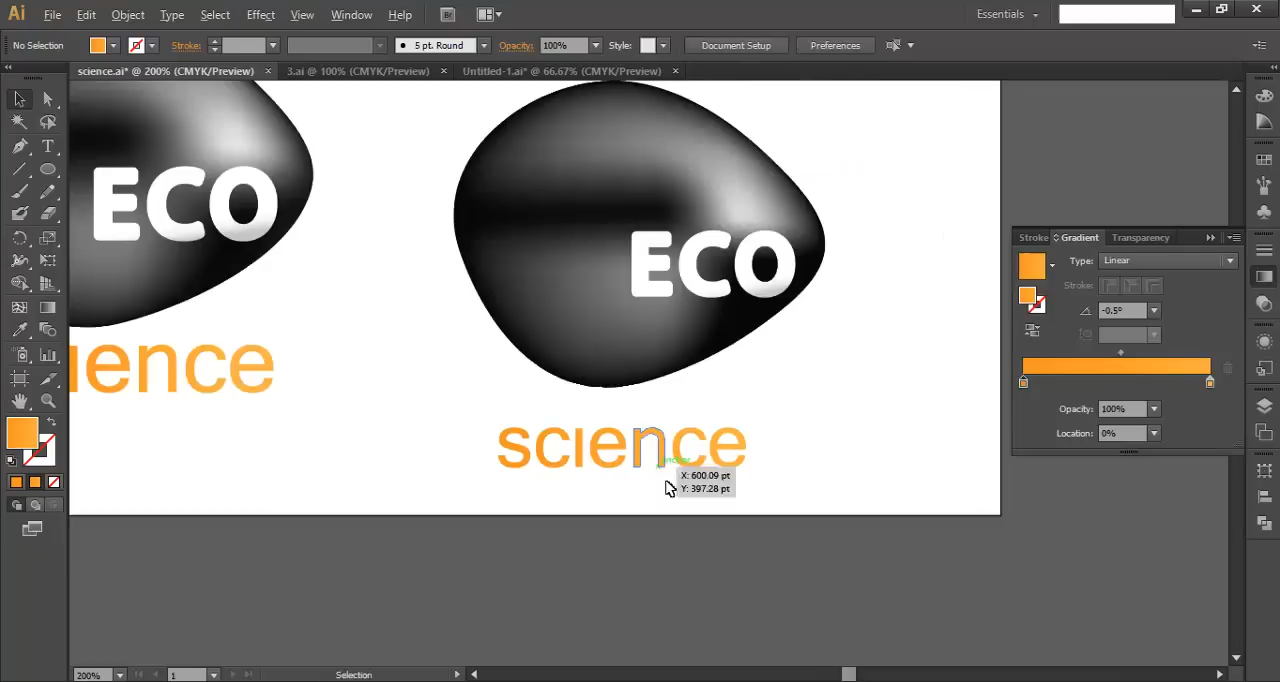 Ai File Edit Object Type Select Effect View Window Help Br Essentials
No Selection Stroke: 5 pt. Round Opacity: 100% Style: Document Setup Preferences
science.ai* @ 200% (CMYK/Preview) × 3.ai @ 100% (CMYK/Preview) × Untitled-1.ai* @ 66.67% (CMYK/Preview) ×
ECO
ience
ECO
science
X: 600.09 pt
Y: 397.28 pt
Stroke Gradient Transparency
Type: Linear
Stroke:
-0.5°
Opacity: 100%
Location: 0%
200% 1 Selection